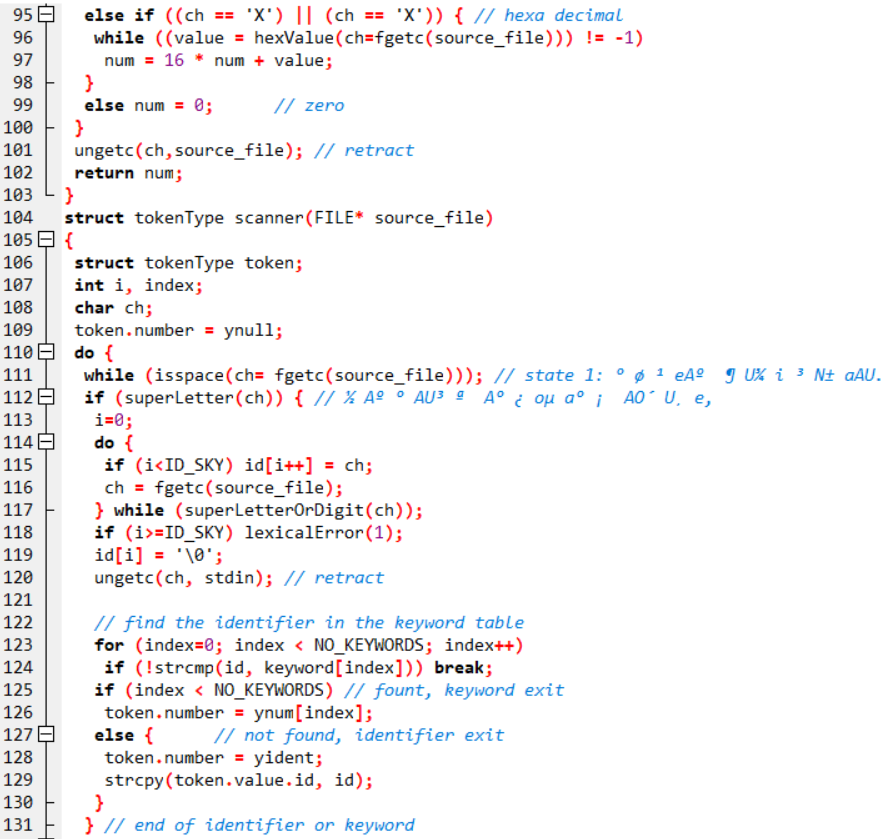 95 else if ((ch == 'X') || (ch == 'X')) { // hexa decimal
96 while ((value = hexValue(ch=fgetc(source_file))) != -1)
97 num = 16 * num + value;
98 }
99 else num = 0; // zero
100 }
101 ungetc(ch,source_file); // retract
102 return num;
103 }
104 struct tokenType scanner(FILE* source_file)
105 {
106 struct tokenType token;
107 int i, index;
108 char ch;
109 token.number = ynull;
110 do {
111 while (isspace(ch= fgetc(source_file))); // state 1: º ø ¹ eAº ¶ U¾ i ³ N± aAU.
112 if (superLetter(ch)) { // ½ Aº º AU³ ª Aº ¿ oµ aº ¡ AO´ U¸ e,
113 i=0;
114 do {
115 if (i<ID_SKY) id[i++] = ch;
116 ch = fgetc(source_file);
117 } while (superLetterOrDigit(ch));
118 if (i>=ID_SKY) lexicalError(1);
119 id[i] = '\0';
120 ungetc(ch, stdin); // retract
121
122 // find the identifier in the keyword table
123 for (index=0; index < NO_KEYWORDS; index++)
124 if (!strcmp(id, keyword[index])) break;
125 if (index < NO_KEYWORDS) // fount, keyword exit
126 token.number = ynum[index];
127 else { // not found, identifier exit
128 token.number = yident;
129 strcpy(token.value.id, id);
130 }
131 } // end of identifier or keyword